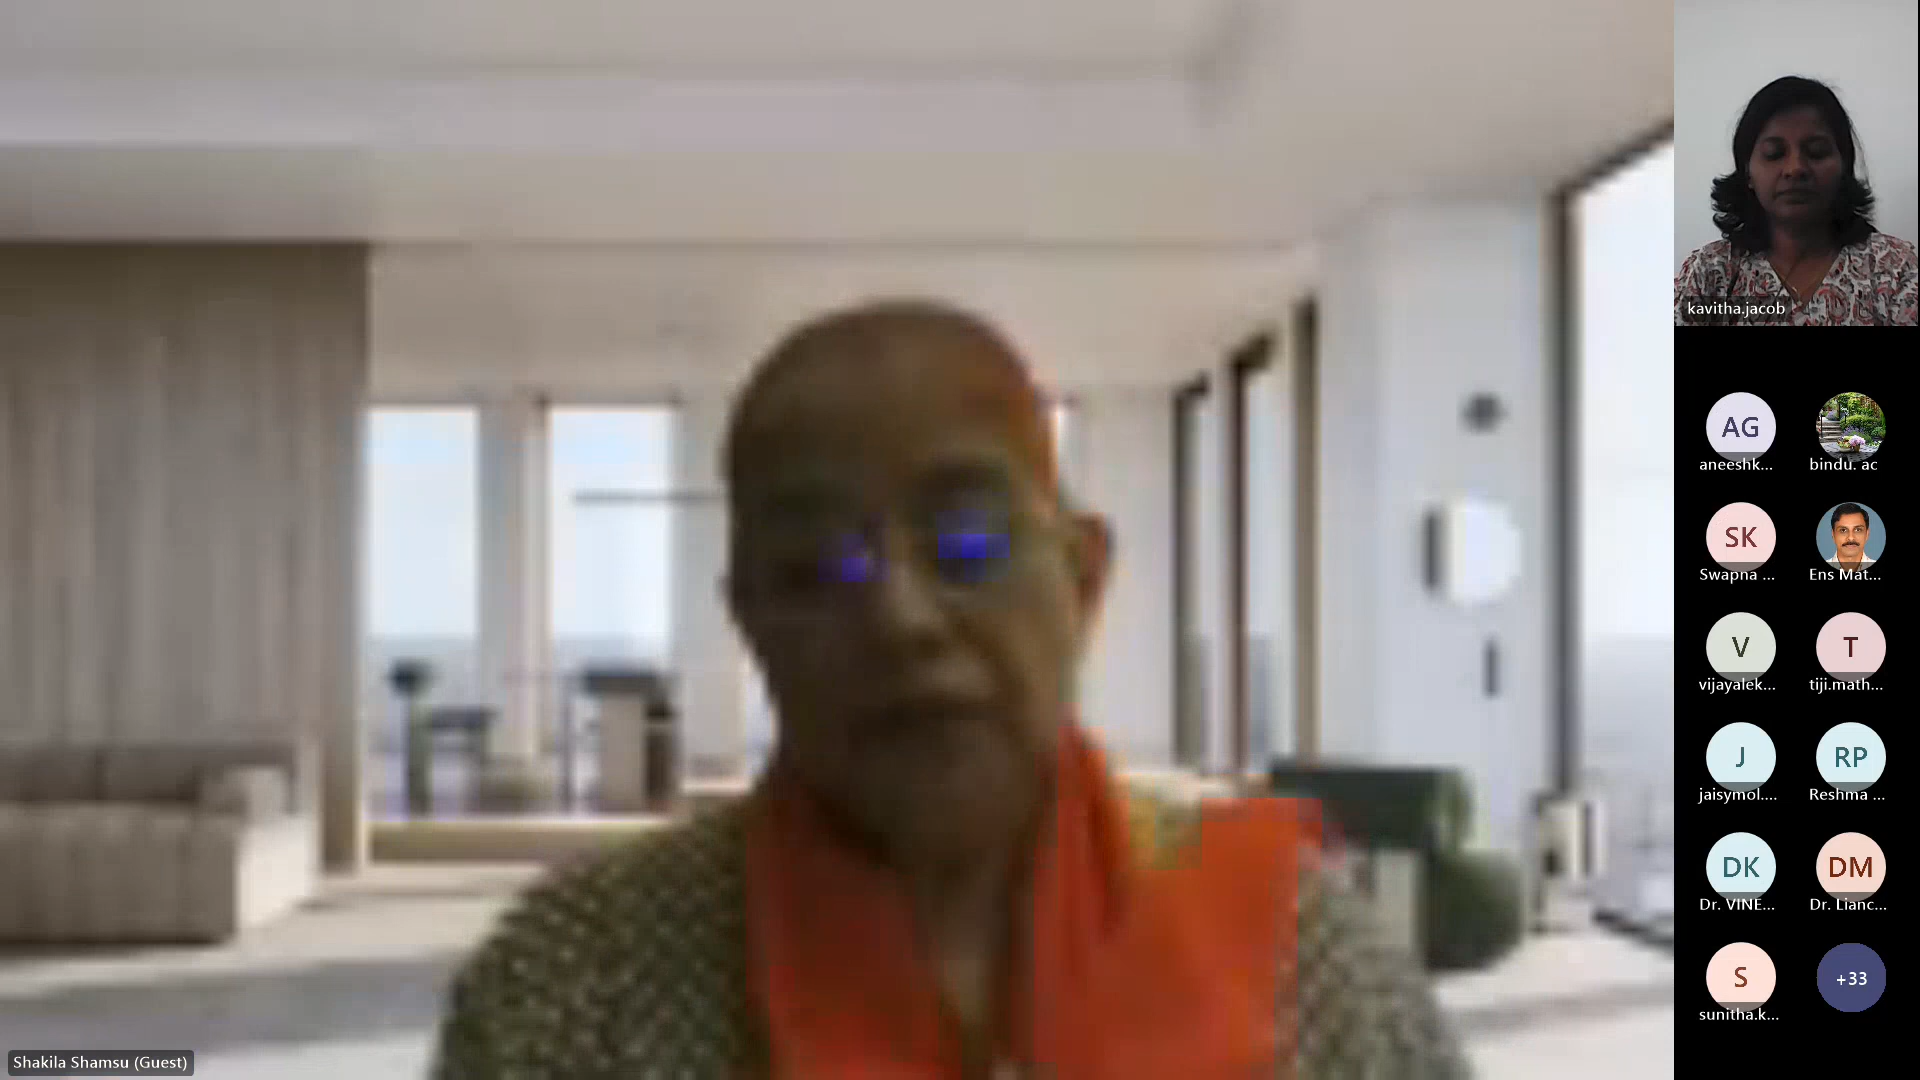 kavitha.jacob
AG
aneeshk...
bindu. ac
SK
Swapna ...
Ens Mat...
V
vijayalek...
T
tiji.math...
J
jaisymol....
RP
Reshma ...
DK
Dr. VINE...
DM
Dr. Lianc...
S
sunitha.k...
+33
Shakila Shamsu (Guest)